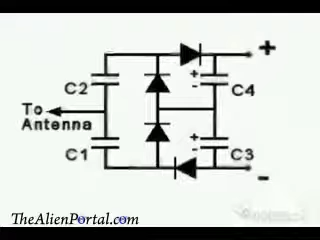 +
C2
+
-
C4
To
Antenna
C1
+
-
C3
-
TheAlienPortal.com